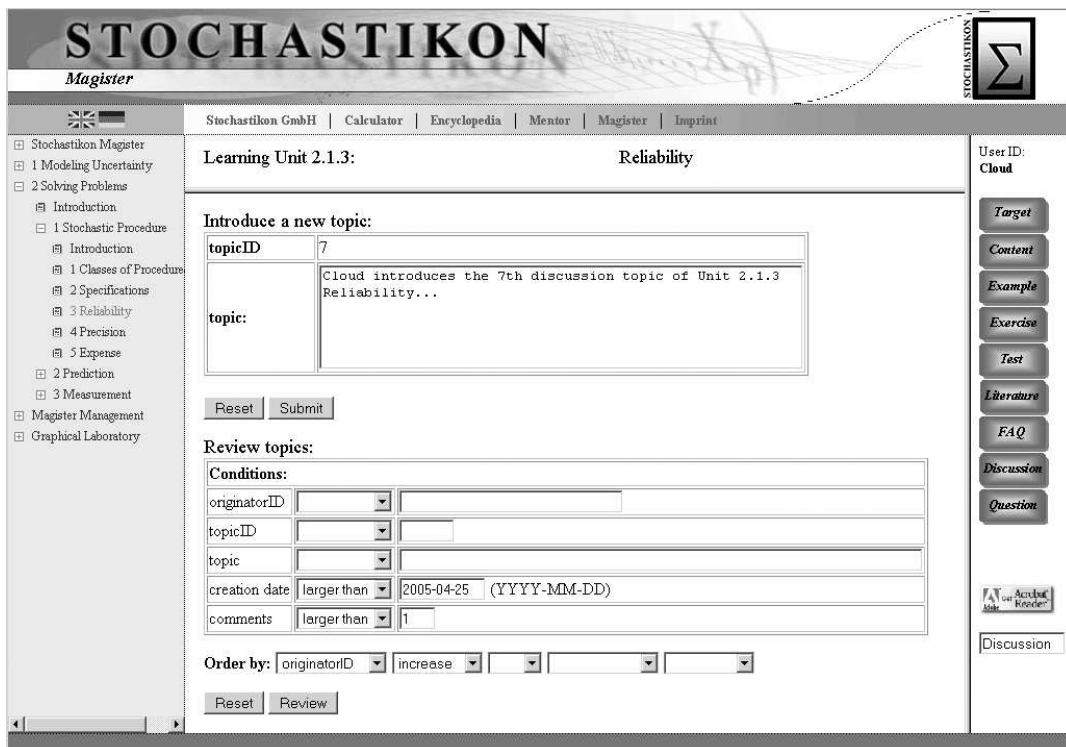 STOCHASTIKON
Magister
STOCHASTIKON
Σ
Stochastikon GmbH | Calculator | Encyclopedia | Mentor | Magister | Imprint
Stochastikon Magister
1 Modeling Uncertainty
2 Solving Problems
Introduction
1 Stochastic Procedure
Introduction
1 Classes of Procedure
2 Specifications
3 Reliability
4 Precision
5 Expense
2 Prediction
3 Measurement
Magister Management
Graphical Laboratory
Learning Unit 2.1.3: Reliability
Introduce a new topic:
topicID 7
topic:
Cloud introduces the 7th discussion topic of Unit 2.1.3
Reliability...
Reset Submit
Review topics:
Conditions:
originatorID
topicID
topic
creation date larger than 2005-04-25 (YYYY-MM-DD)
comments larger than 1
Order by: originatorID increase
Reset Review
User ID:
Cloud
Target
Content
Example
Exercise
Test
Literature
FAQ
Discussion
Question
Get Acrobat
Adobe Reader
Discussion